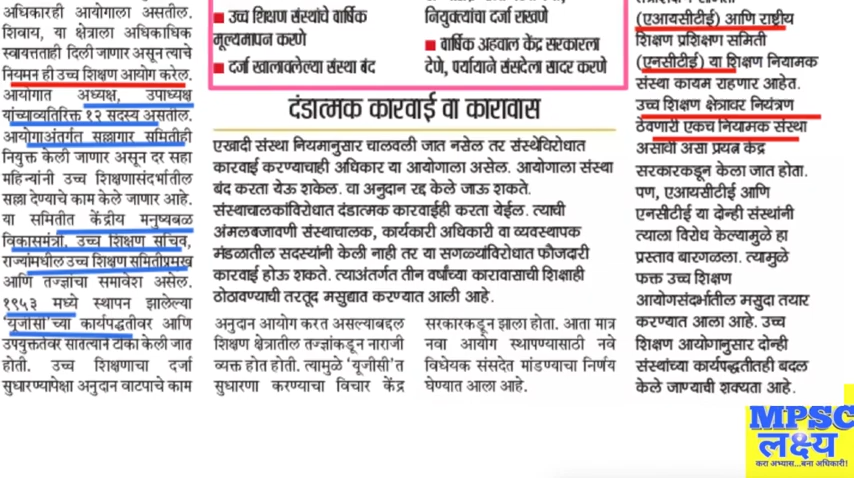 अधिकारही आयोगाला असतील.
शिवाय, या क्षेत्राला अधिकाधिक
स्वायत्तताही दिली जाणार असून त्याचे
नियमन ही उच्च शिक्षण आयोग करेल.
आयोगात अध्यक्ष, उपाध्यक्ष
यांच्याव्यतिरिक्त १२ सदस्य असतील.
आयोगाअंतर्गत सल्लागार समितीही
नियुक्त केली जाणार असून दर सहा
महिन्यांनी उच्च शिक्षणासंदर्भातील
सल्ला देण्याचे काम केले जाणार आहे.
या समितीत केंद्रीय मनुष्यबळ
विकासमंत्री, उच्च शिक्षण सचिव,
राज्यांमधील उच्च शिक्षण समितीप्रमुख
आणि तज्ज्ञांचा समावेश असेल.
१९५३ मध्ये स्थापन झालेल्या
'यूजीसी'च्या कार्यपद्धतीवर आणि
उपयुक्ततेवर सातत्याने टीका केली जात
होती. उच्च शिक्षणाचा दर्जा
सुधारण्यापेक्षा अनुदान वाटपाचे काम
■ उच्च शिक्षण संस्थांचे वार्षिक
मूल्यमापन करणे
■ दर्जा खालावलेल्या संस्था बंद
नियुक्त्यांचा दर्जा राखणे
■ वार्षिक अहवाल केंद्र सरकारला
देणे, पर्यायाने संसदेला सादर करणे
दंडात्मक कारवाई वा कारावास
एखादी संस्था नियमानुसार चालवली जात नसेल तर संस्थेविरोधात
कारवाई करण्याचाही अधिकार या आयोगाला असेल. आयोगाला संस्था
बंद करता येऊ शकेल. वा अनुदान रद्द केले जाऊ शकते.
संस्थाचालकांविरोधात दंडात्मक कारवाईही करता येईल. त्याची
अंमलबजावणी संस्थाचालक, कार्यकारी अधिकारी वा व्यवस्थापक
मंडळातील सदस्यांनी केली नाही तर या सगळ्यांविरोधात फौजदारी
कारवाई होऊ शकते. त्याअंतर्गत तीन वर्षांच्या कारावासाची शिक्षाही
ठोठावण्याची तरतूद मसुद्यात करण्यात आली आहे.
अनुदान आयोग करत असल्याबद्दल
शिक्षण क्षेत्रातील तज्ज्ञांकडून नाराजी
व्यक्त होत होती. त्यामुळे 'यूजीसी'त
सुधारणा करण्याचा विचार केंद्र
सरकारकडून झाला होता. आता मात्र
नवा आयोग स्थापण्यासाठी नवे
विधेयक संसदेत मांडण्याचा निर्णय
घेण्यात आला आहे.
(एआयसीटीई) आणि राष्ट्रीय
शिक्षण प्रशिक्षण समिती
(एनसीटीई) या शिक्षण नियामक
संस्था कायम राहणार आहेत.
उच्च शिक्षण क्षेत्रावर नियंत्रण
ठेवणारी एकच नियामक संस्था
असावी असा प्रयत्न केंद्र
सरकारकडून केला जात होता.
पण, एआयसीटीई आणि
एनसीटीई या दोन्ही संस्थांनी
त्याला विरोध केल्यामुळे हा
प्रस्ताव बारगळला. त्यामुळे
फक्त उच्च शिक्षण
आयोगसंदर्भातील मसुदा तयार
करण्यात आला आहे. उच्च
शिक्षण आयोगानुसार दोन्ही
संस्थांच्या कार्यपद्धतीतही बदल
केले जाण्याची शक्यता आहे.
MPSC
लक्ष्य
करा अभ्यास...बना अधिकारी!